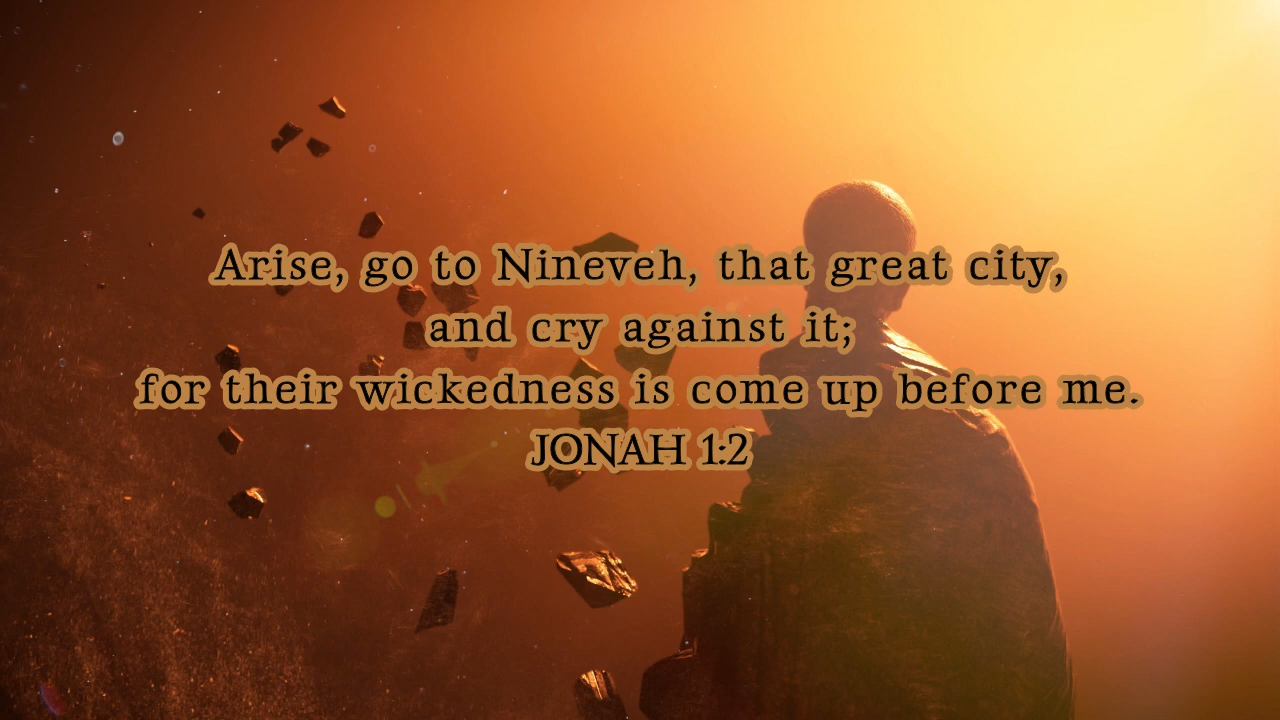 Arise, go to Nineveh, that great city,
and cry against it;
for their wickedness is come up before me.
JONAH 1:2